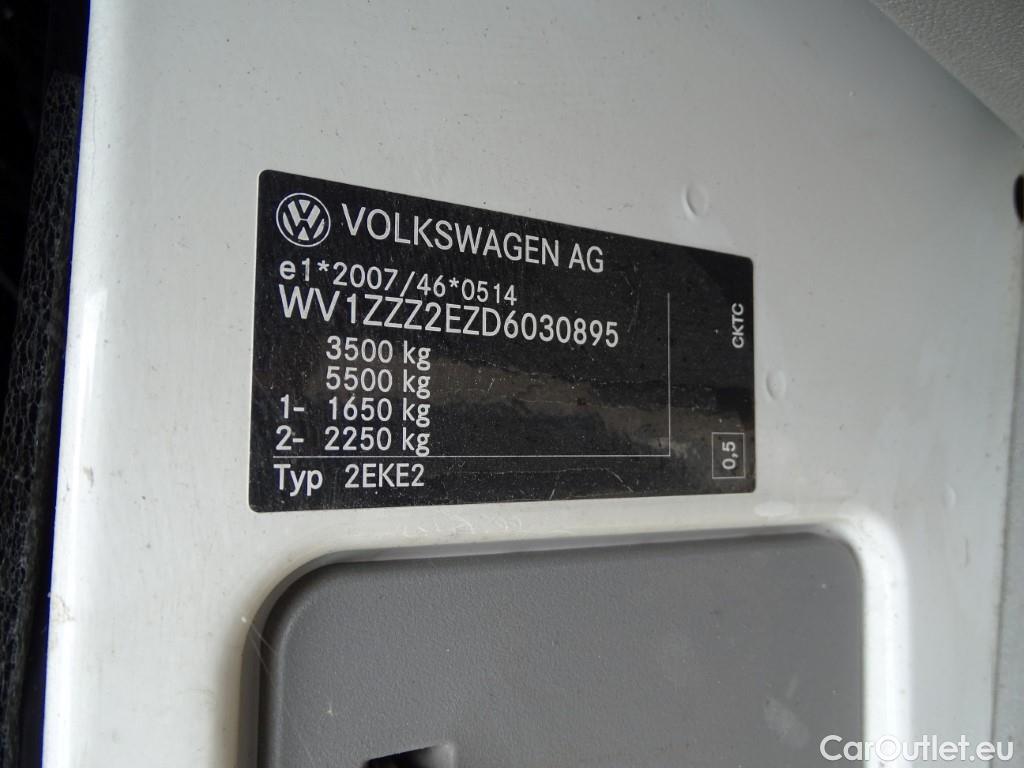 VOLKSWAGEN AG
e1*2007/46*0514
WV1ZZZ2EZD6030895
3500 kg
5500 kg
1- 1650 kg
2- 2250 kg
Typ 2EKE2
CKTC
0,5
CarOutlet.eu